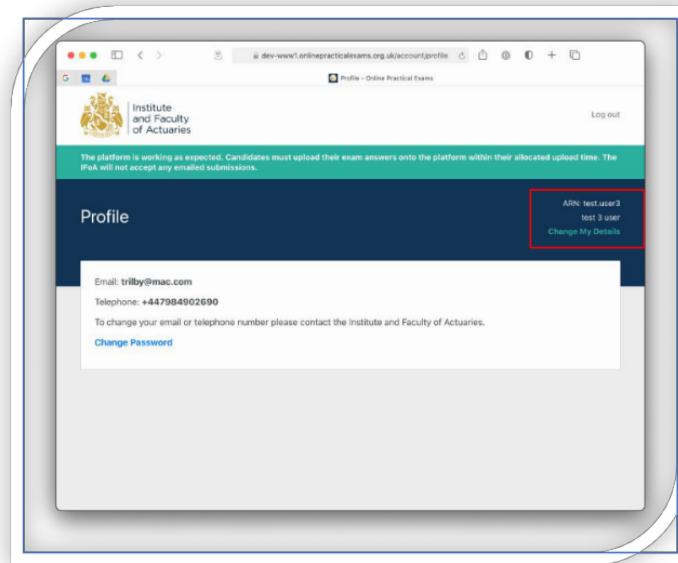 dev-www1.onlinepracticalexams.org.uk/account/profile
Profile - Online Practical Exams
Institute
and Faculty
of Actuaries
Log out
The platform is working as expected. Candidates must upload their exam answers onto the platform within their allocated upload time. The
IFoA will not accept any emailed submissions.
Profile
ARN: test.user3
test 3 user
Change My Details
Email: trilby@mac.com
Telephone: +447984902690
To change your email or telephone number please contact the Institute and Faculty of Actuaries.
Change Password